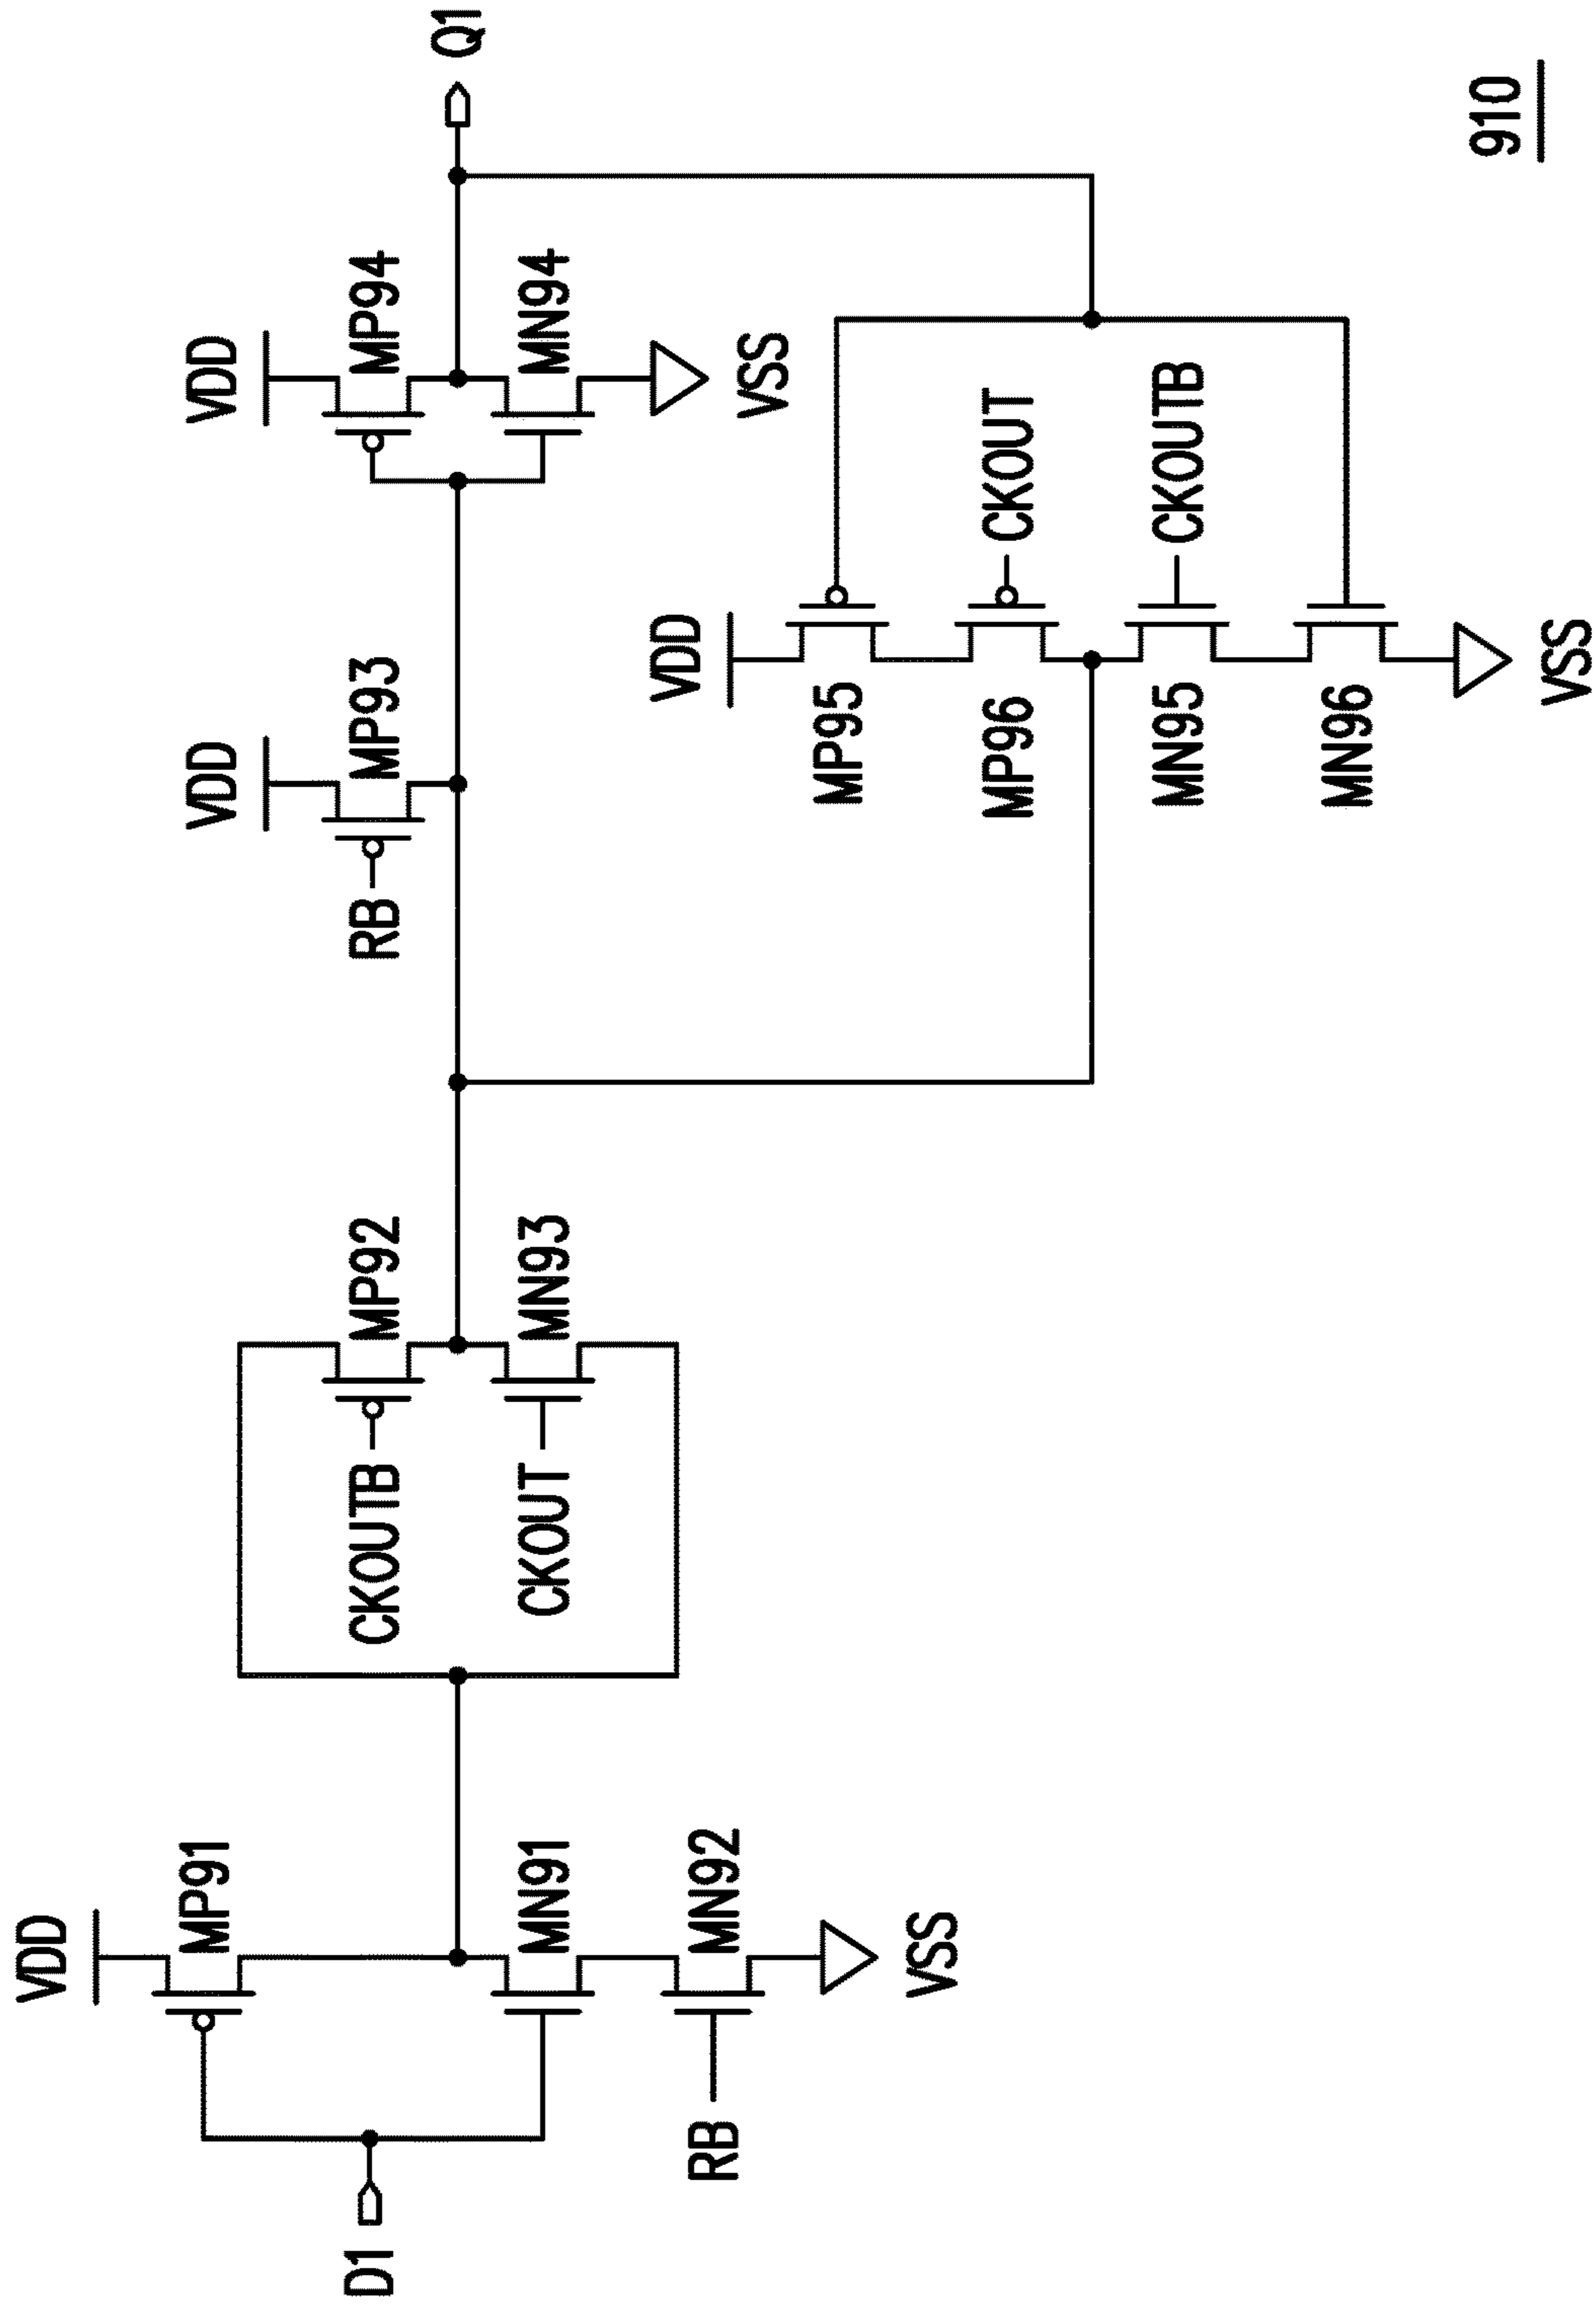 VDD
VDD
VDD
MP91
CKOUTB
MP92
RB
MP93
MP94
D1
Q1
MN91
CKOUT
MN93
MN94
RB
MN92
VDD
VSS
VSS
MP95
MP96
CKOUT
MN95
CKOUTB
MN96
VSS
910